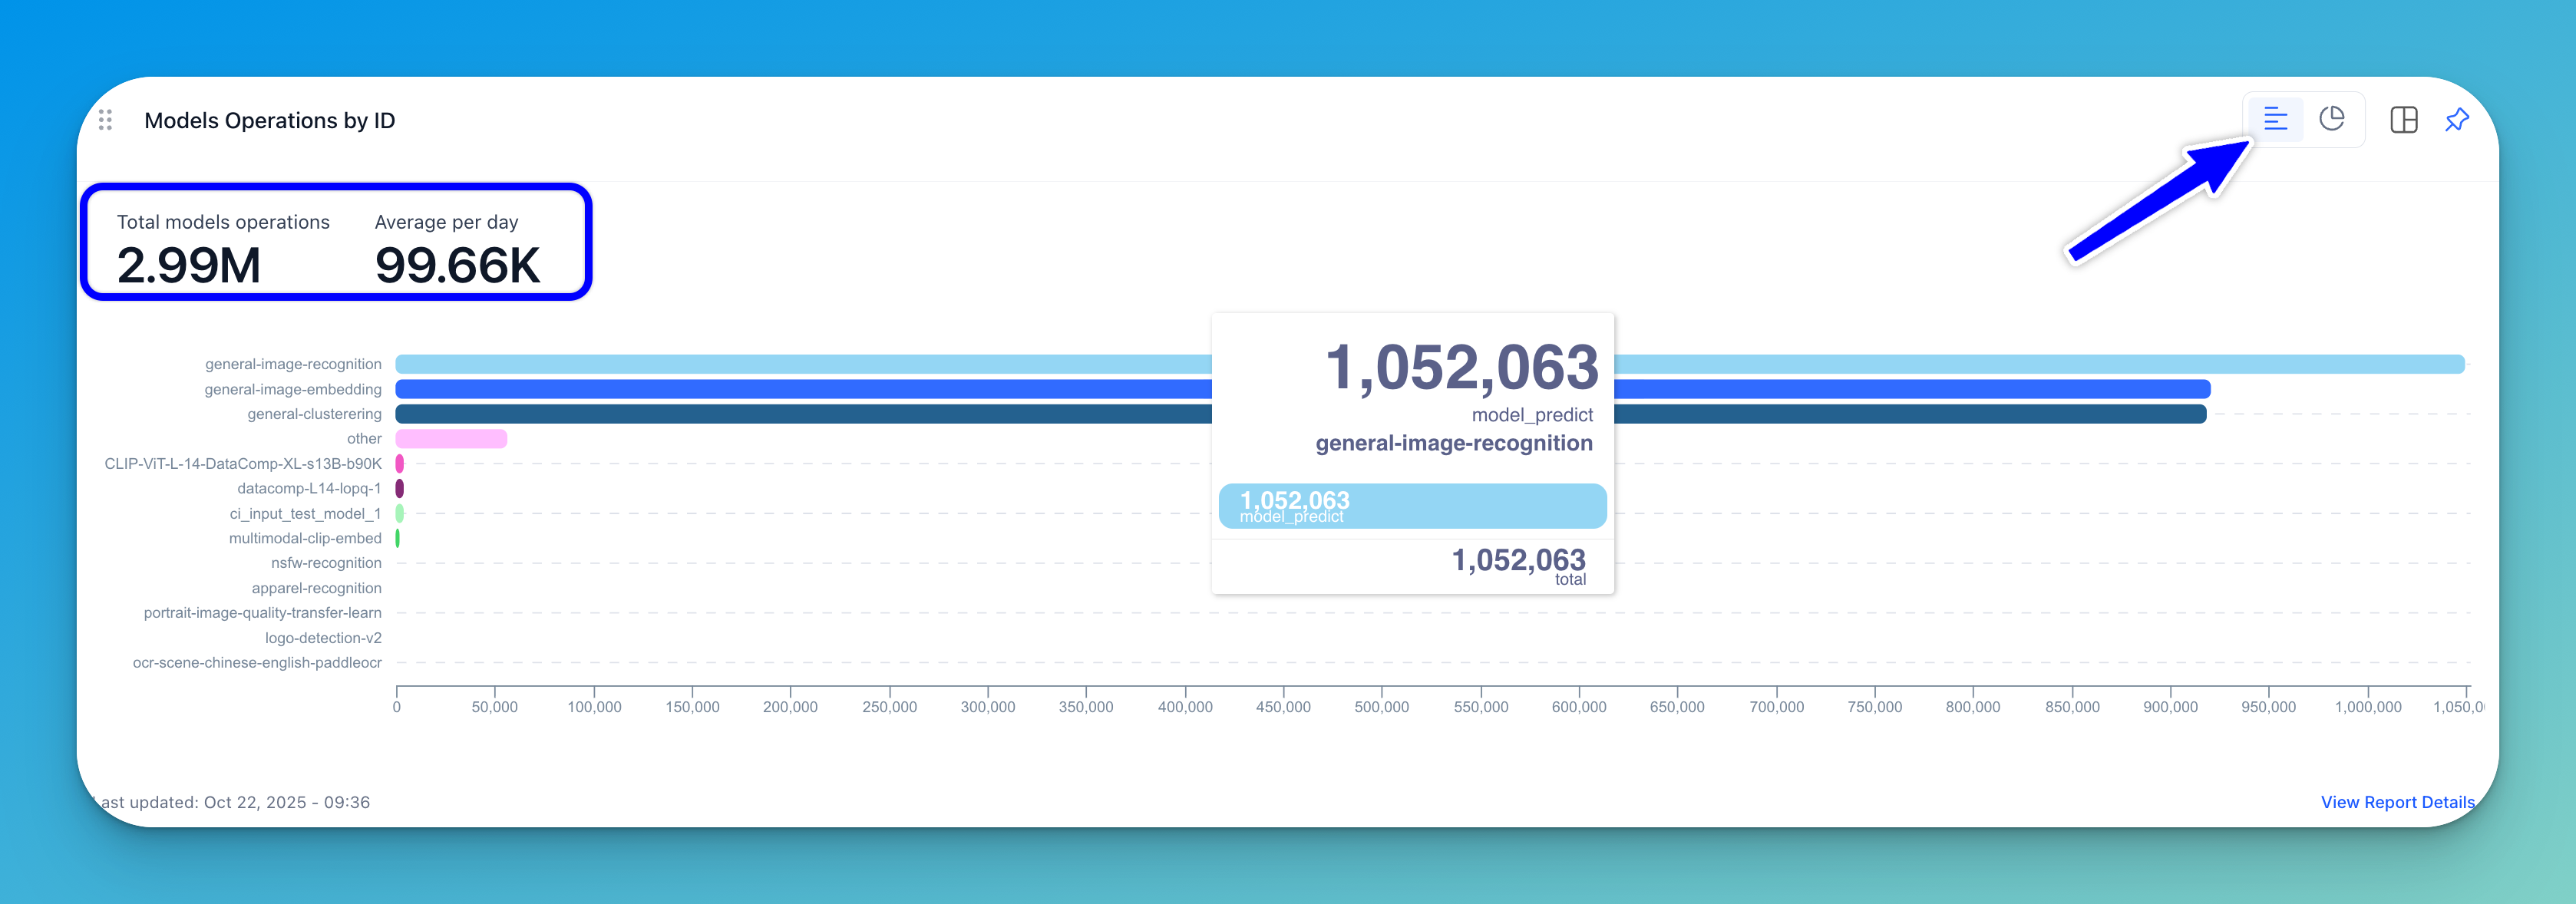 Models Operations by ID
Total models operations
2.99M
Average per day
99.66K
general-image-recognition
general-image-embedding
general-clusterering
other
CLIP-ViT-L-14-DataComp-XL-s13B-b90K
datacomp-L14-lopq-1
ci_input_test_model_1
multimodal-clip-embed
nsfw-recognition
apparel-recognition
portrait-image-quality-transfer-learn
logo-detection-v2
ocr-scene-chinese-english-paddleocr
1,052,063
model_predict
general-image-recognition
1,052,063
model_predict
1,052,063
total
0 50,000 100,000 150,000 200,000 250,000 300,000 350,000 400,000 450,000 500,000 550,000 600,000 650,000 700,000 750,000 800,000 850,000 900,000 950,000 1,000,000 1,050,0
ast updated: Oct 22, 2025 - 09:36
View Report Details